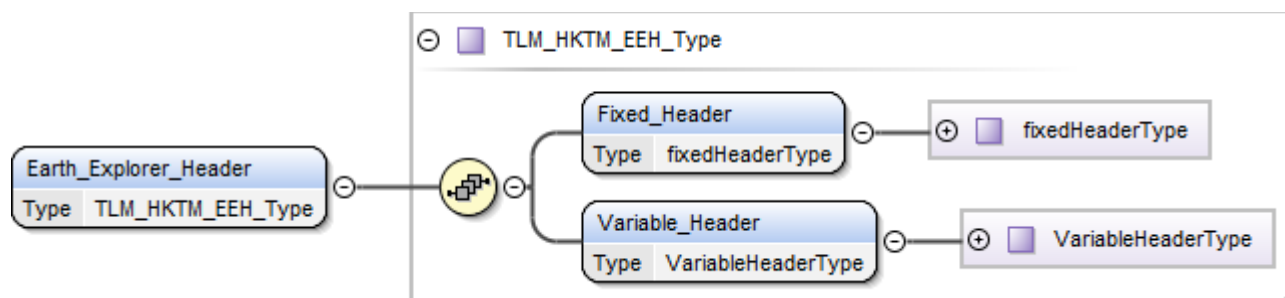 TLM_HKTM_EEH_Type
Fixed_Header
Type fixedHeaderType
fixedHeaderType
Earth_Explorer_Header
Type TLM_HKTM_EEH_Type
Variable_Header
Type VariableHeaderType
VariableHeaderType